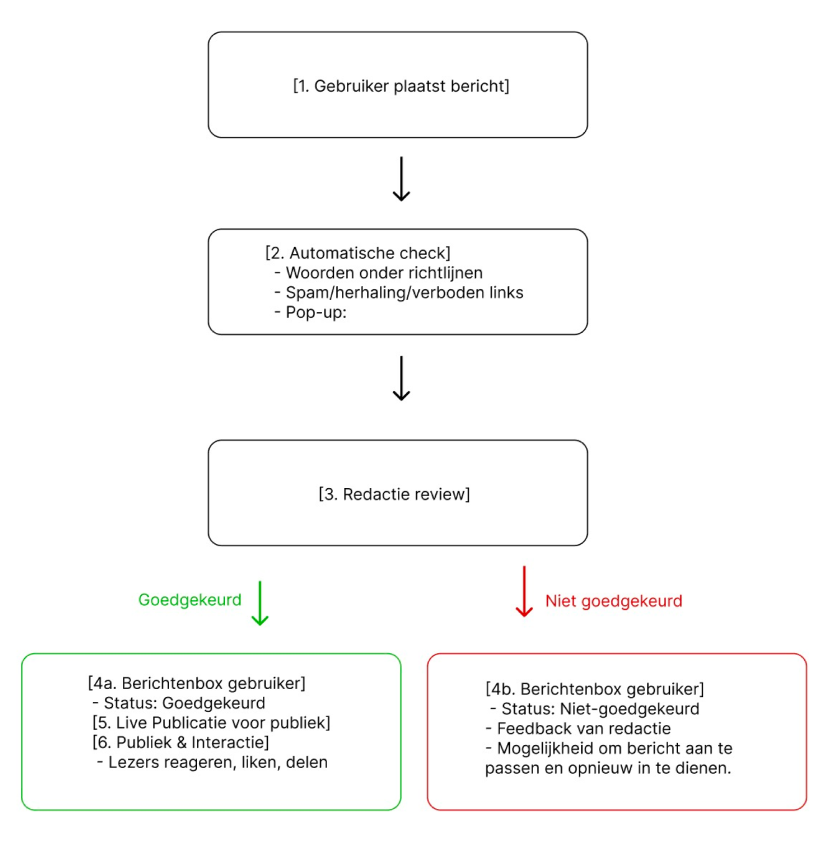 [1. Gebruiker plaatst bericht]
[2. Automatische check]
- Woorden onder richtlijnen
- Spam/herhaling/verboden links
- Pop-up:
[3. Redactie review]
Goedgekeurd
Niet goedgekeurd
[4a. Berichtenbox gebruiker]
- Status: Goedgekeurd
[5. Live Publicatie voor publiek]
[6. Publiek & Interactie]
- Lezers reageren, liken, delen
[4b. Berichtenbox gebruiker]
- Status: Niet-goedgekeurd
- Feedback van redactie
- Mogelijkheid om bericht aan te
passen en opnieuw in te dienen.